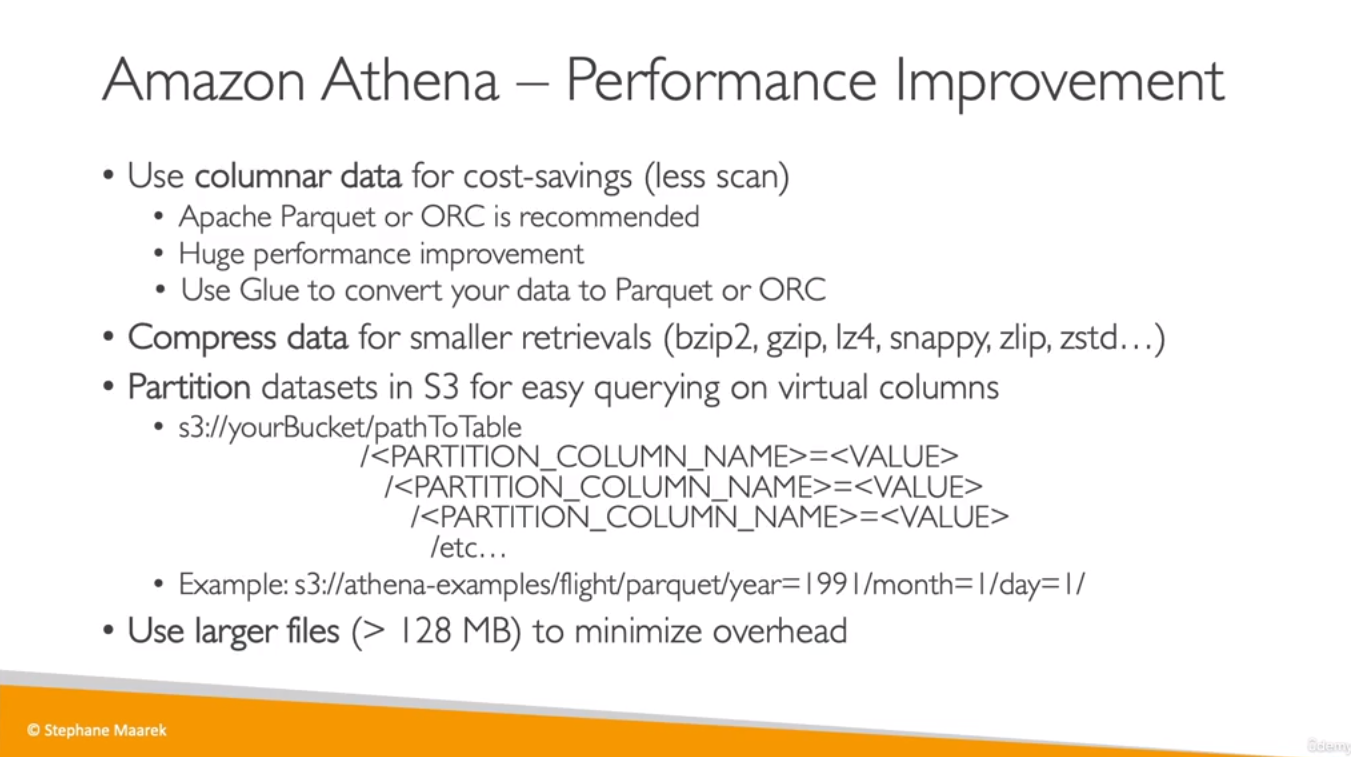 Amazon Athena – Performance Improvement
• Use columnar data for cost-savings (less scan)
• Apache Parquet or ORC is recommended
• Huge performance improvement
• Use Glue to convert your data to Parquet or ORC
• Compress data for smaller retrievals (bzip2, gzip, lz4, snappy, zlip, zstd…)
• Partition datasets in S3 for easy querying on virtual columns
• s3://yourBucket/pathToTable
/<PARTITION_COLUMN_NAME>=<VALUE>
/<PARTITION_COLUMN_NAME>=<VALUE>
/<PARTITION_COLUMN_NAME>=<VALUE>
/etc…
• Example: s3://athena-examples/flight/parquet/year=1991/month=1/day=1/
• Use larger files (> 128 MB) to minimize overhead
© Stephane Maarek
ûdemy